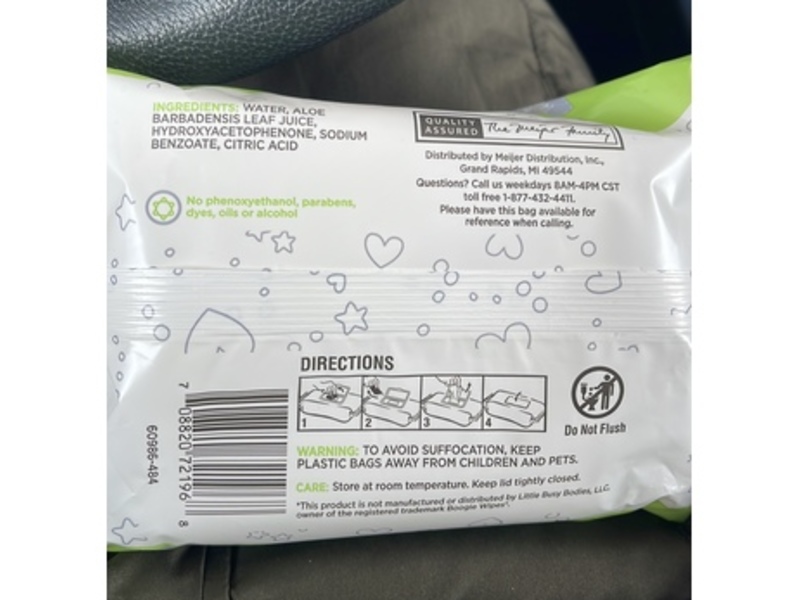 INGREDIENTS: WATER, ALOE
BARBADENSIS LEAF JUICE,
HYDROXYACETOPHENONE, SODIUM
BENZOATE, CITRIC ACID
No phenoxyethanol, parabens,
dyes, oils or alcohol
QUALITY
ASSURED
The Meijer Family
Distributed by Meijer Distribution, Inc.,
Grand Rapids, MI 49544
Questions? Call us weekdays 8AM-4PM CST
toll free 1-877-432-4411.
Please have this bag available for
reference when calling.
DIRECTIONS
1 2 3 4
Do Not Flush
WARNING: TO AVOID SUFFOCATION, KEEP
PLASTIC BAGS AWAY FROM CHILDREN AND PETS.
CARE: Store at room temperature. Keep lid tightly closed.
*This product is not manufactured or distributed by Little Busy Bodies, LLC.
owner of the registered trademark Boogie Wipes®.
7 08820 72196 8
60986-484